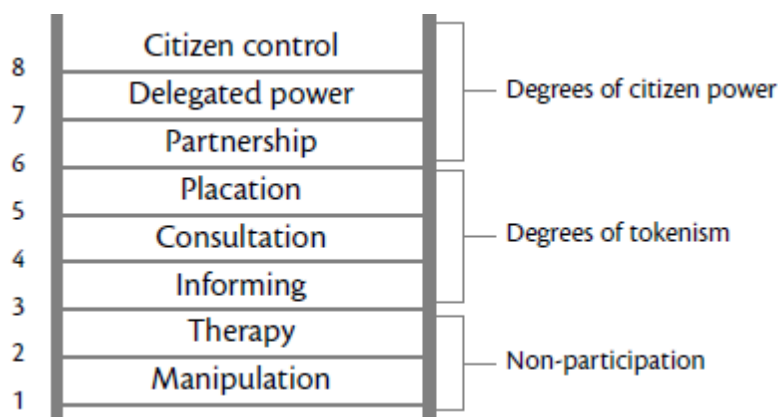 Citizen control
8
Delegated power
7
Partnership
6
Placation
5
Consultation
4
Informing
3
Therapy
2
Manipulation
1
Degrees of citizen power
Degrees of tokenism
Non-participation